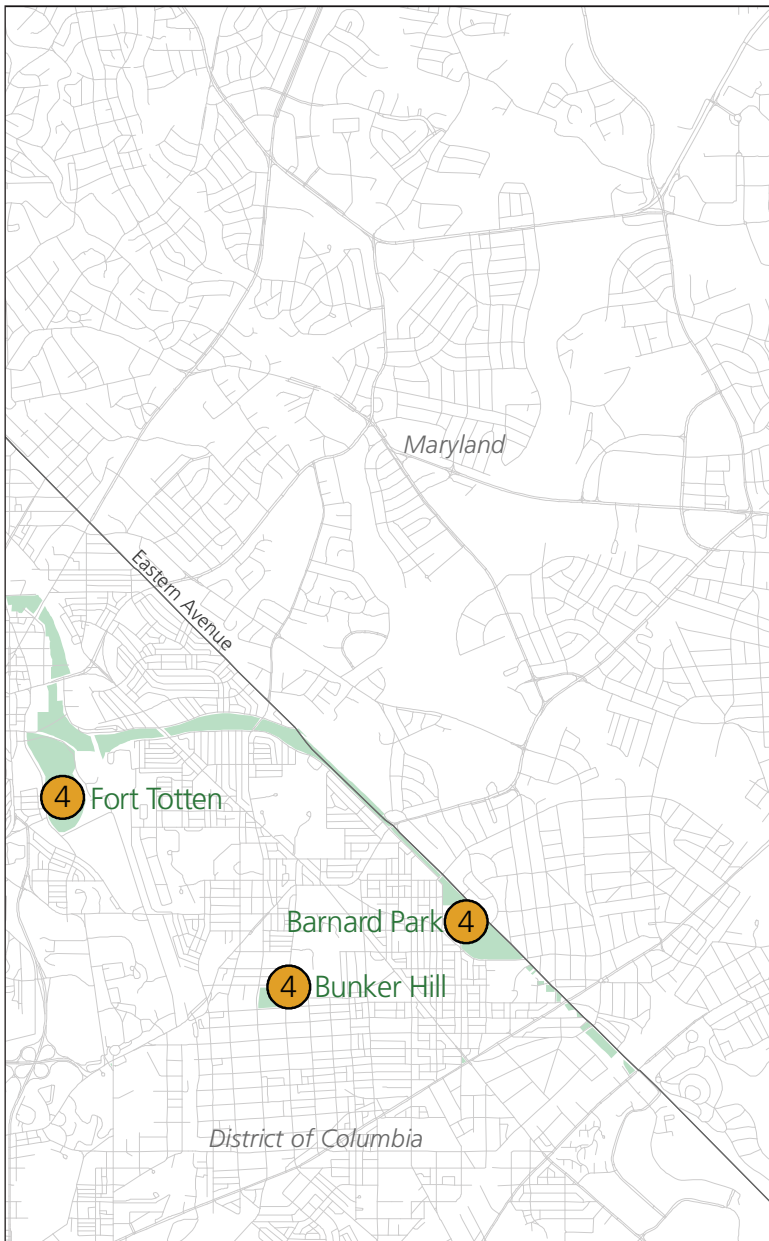 Maryland
Eastern Avenue
4 Fort Totten
Barnard Park 4
4 Bunker Hill
District of Columbia